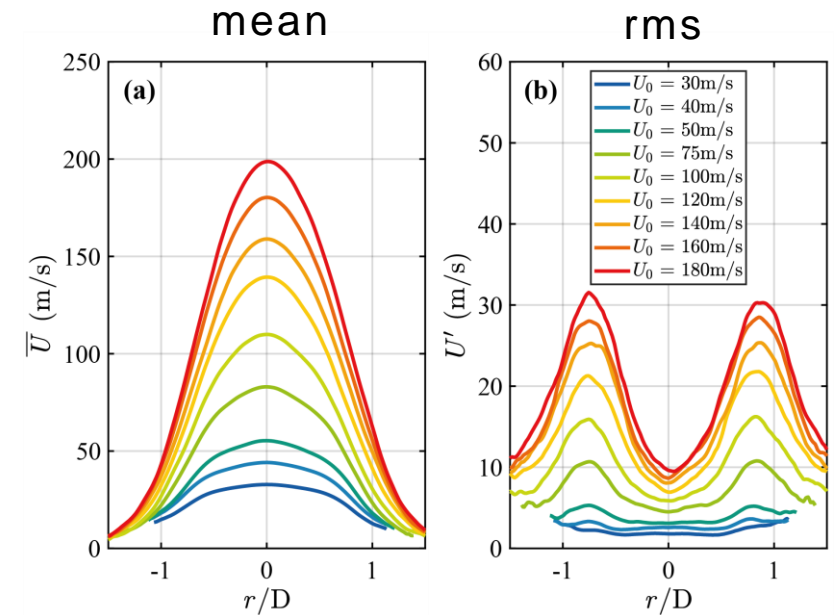 mean
rms
(a)
250
200
150
100
50
0
-1
0
1
U̅ (m/s)
r/D
(b)
60
50
40
30
20
10
0
-1
0
1
U′ (m/s)
r/D
U₀ = 30m/s
U₀ = 40m/s
U₀ = 50m/s
U₀ = 75m/s
U₀ = 100m/s
U₀ = 120m/s
U₀ = 140m/s
U₀ = 160m/s
U₀ = 180m/s